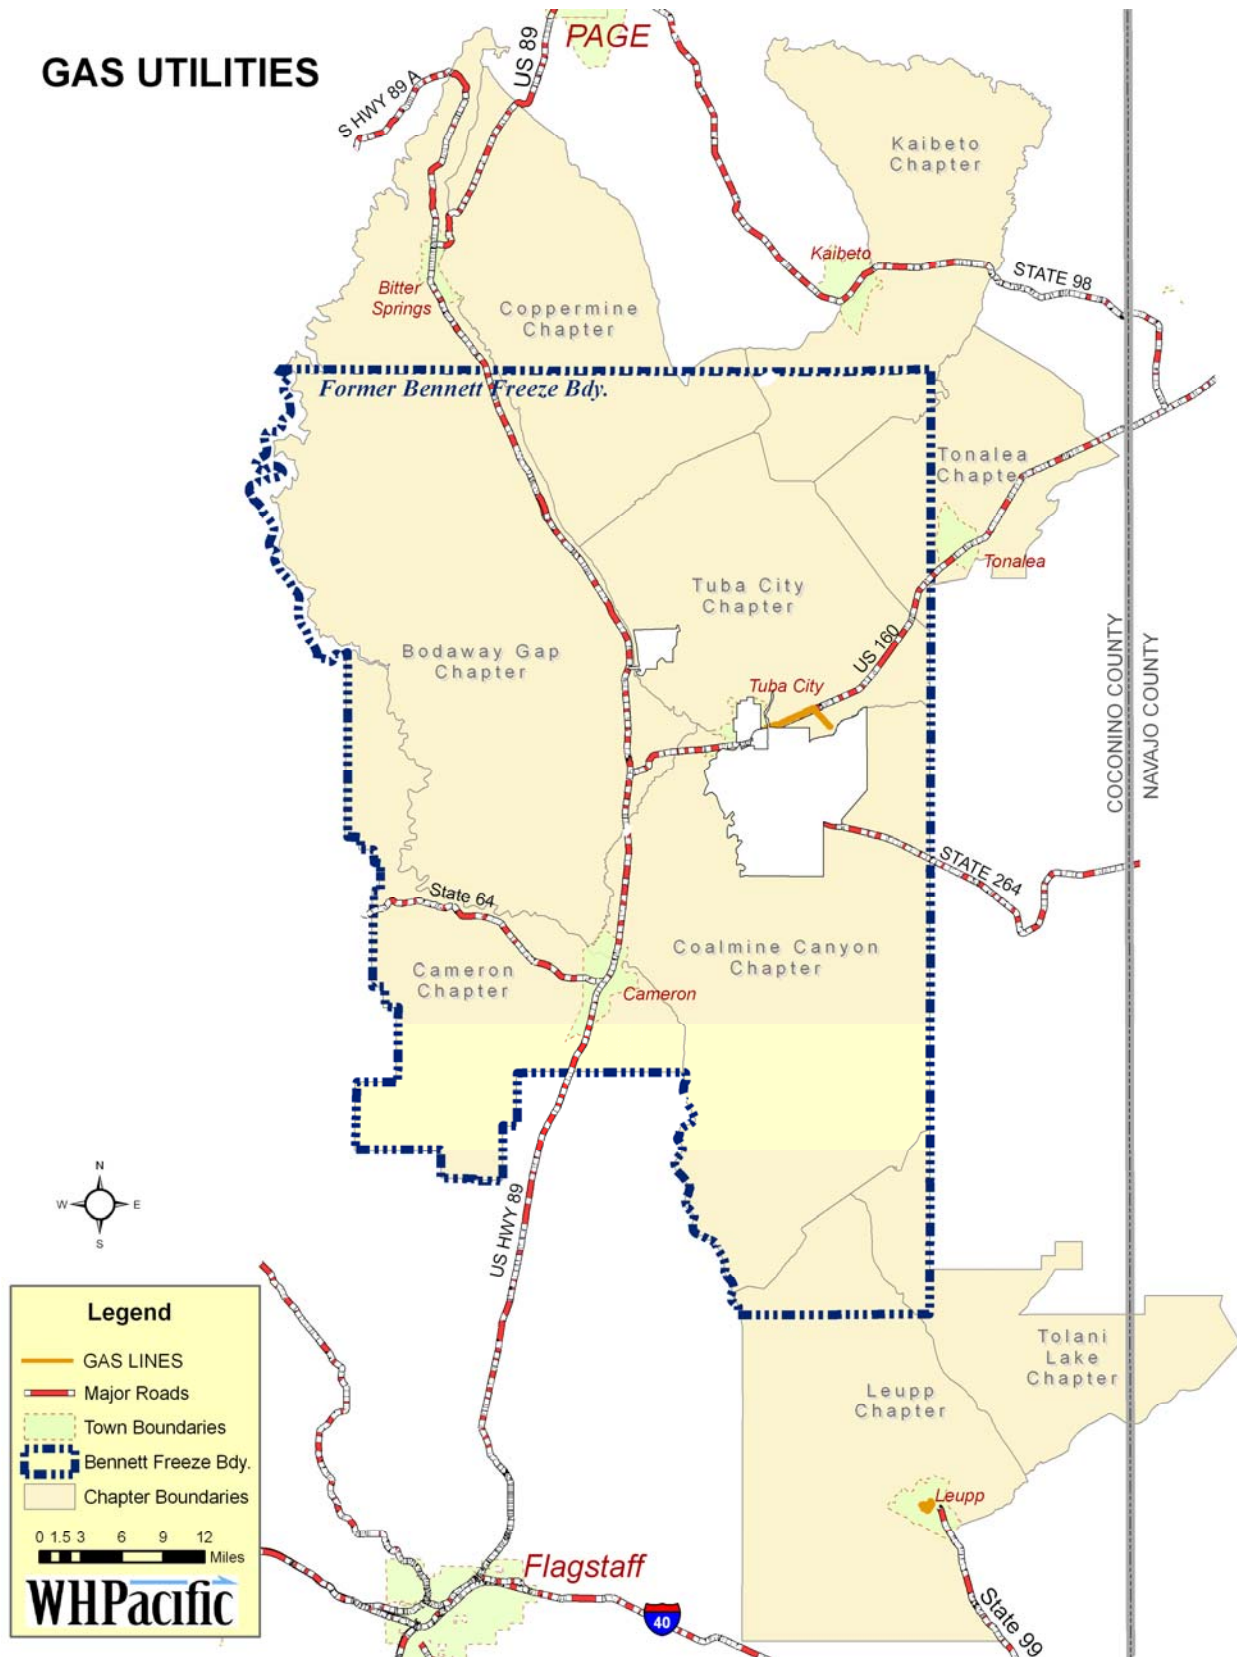 GAS UTILITIES
PAGE
US 89
S HWY 89 A
Kaibeto
Chapter
Kaibeto
STATE 98
Bitter
Springs
Coppermine
Chapter
Former Bennett Freeze Bdy.
Tonalea
Chapte
Tonalea
Tuba City
Chapter
US 160
Bodaway Gap
Chapter
Tuba City
COCONINO COUNTY
NAVAJO COUNTY
STATE 264
State 64
Coalmine Canyon
Chapter
Cameron
Chapter
Cameron
N
W
E
S
US HWY 89
Legend
GAS LINES
Major Roads
Town Boundaries
Bennett Freeze Bdy.
Chapter Boundaries
0 1.5 3 6 9 12
Miles
WHPacific
Tolani
Lake
Chapter
Leupp
Chapter
Leupp
Flagstaff
40
State 99